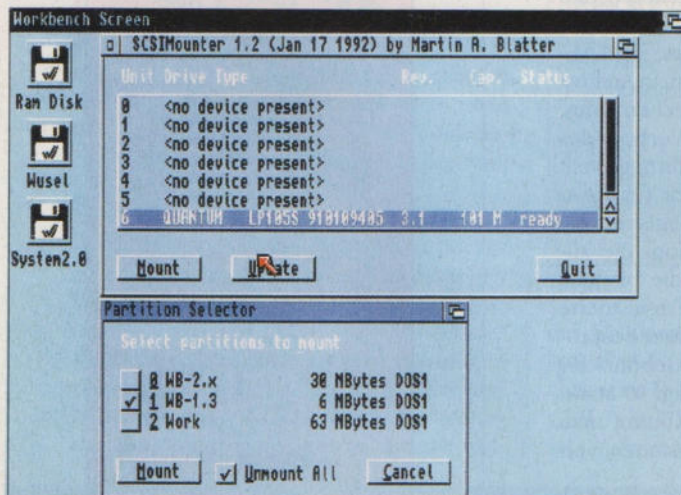 Workbench Screen
Ram Disk
Wusel
System2.0
SCSIMounter 1.2 (Jan 17 1992) by Martin A. Blatter
Unit Drive Type Rev. Cap. Status
0 <no device present>
1 <no device present>
2 <no device present>
3 <no device present>
4 <no device present>
5 <no device present>
6 QUANTUM LP105S 910109405 3.1 101 M ready
Mount Update Quit
Partition Selector
Select partitions to mount
0 WB-2.x 30 MBytes DOS1
1 WB-1.3 6 MBytes DOS1
2 Work 63 MBytes DOS1
Mount Unmount All Cancel